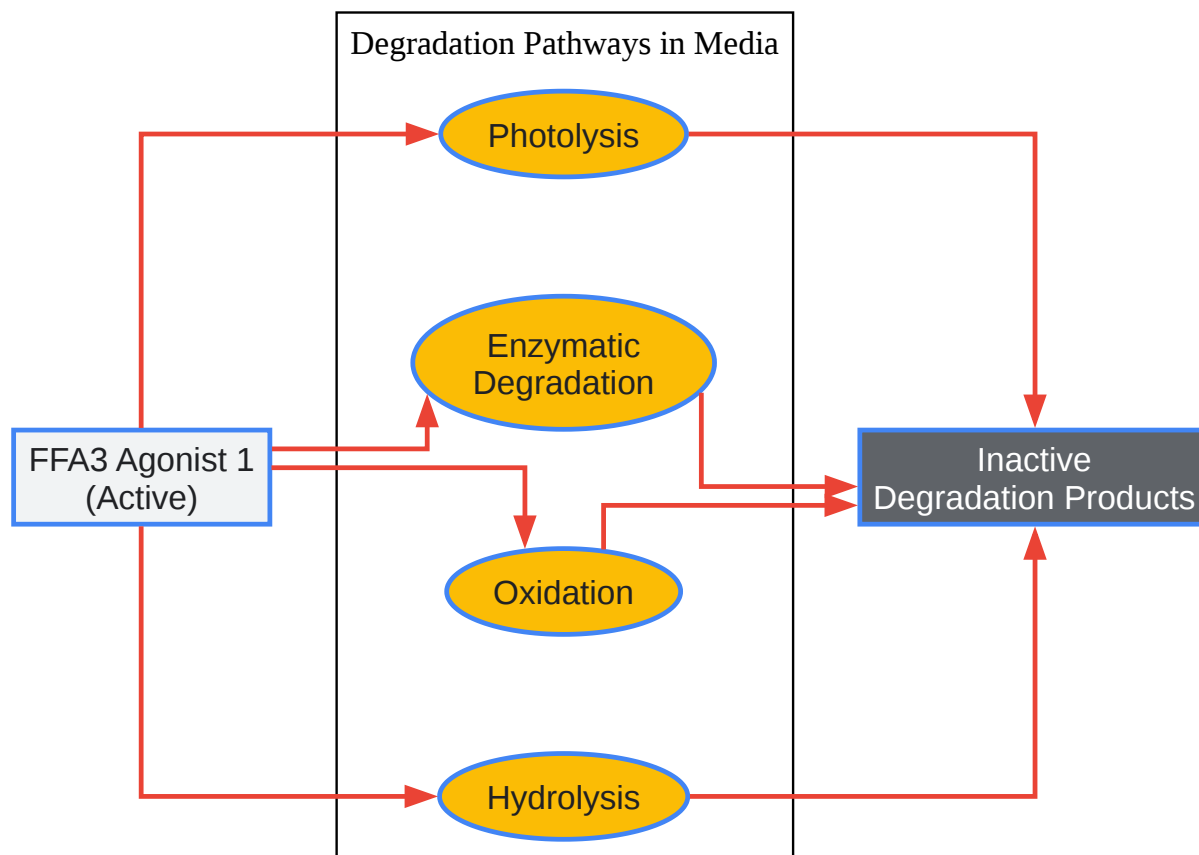 Degradation Pathways in Media
Photolysis
Enzymatic
Degradation
FFA3 Agonist 1
(Active)
Inactive
Degradation Products
Oxidation
Hydrolysis